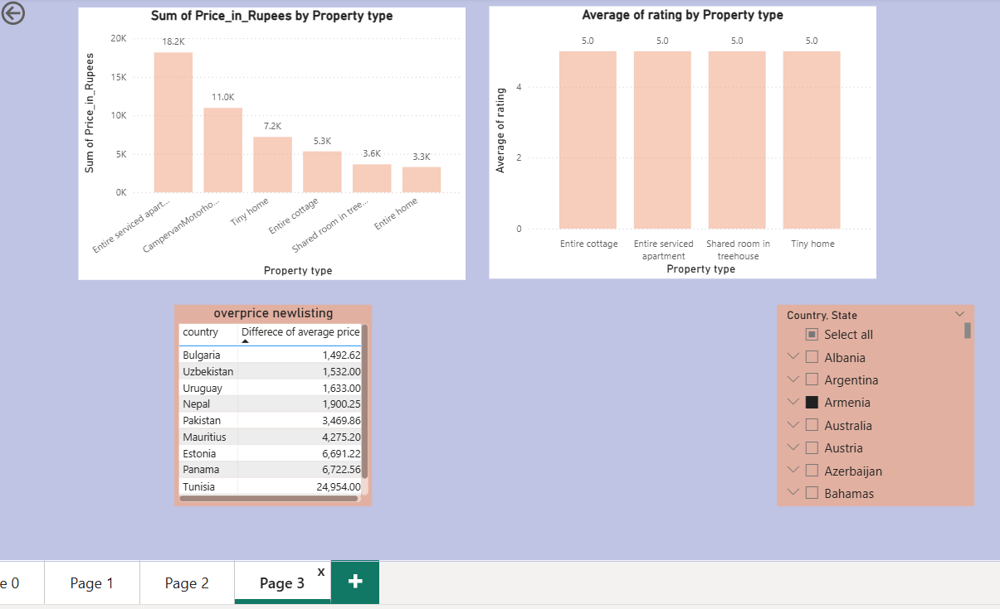 Sum of Price_in_Rupees by Property type
Sum of Price_in_Rupees
20K
15K
10K
5K
0K
18.2K
11.0K
7.2K
5.3K
3.6K
3.3K
Entire serviced apart...
CampervanMotorho...
Tiny home
Entire cottage
Shared room in tree...
Entire home
Property type
Average of rating by Property type
Average of rating
4
2
0
5.0
5.0
5.0
5.0
Entire cottage
Entire serviced
apartment
Shared room in
treehouse
Tiny home
Property type
overprice newlisting
country Differece of average price
Bulgaria 1,492.62
Uzbekistan 1,532.00
Uruguay 1,633.00
Nepal 1,900.25
Pakistan 3,469.86
Mauritius 4,275.20
Estonia 6,691.22
Panama 6,722.56
Tunisia 24,954.00
Country, State
Select all
Albania
Argentina
Armenia
Australia
Austria
Azerbaijan
Bahamas
e 0
Page 1
Page 2
Page 3
x
+